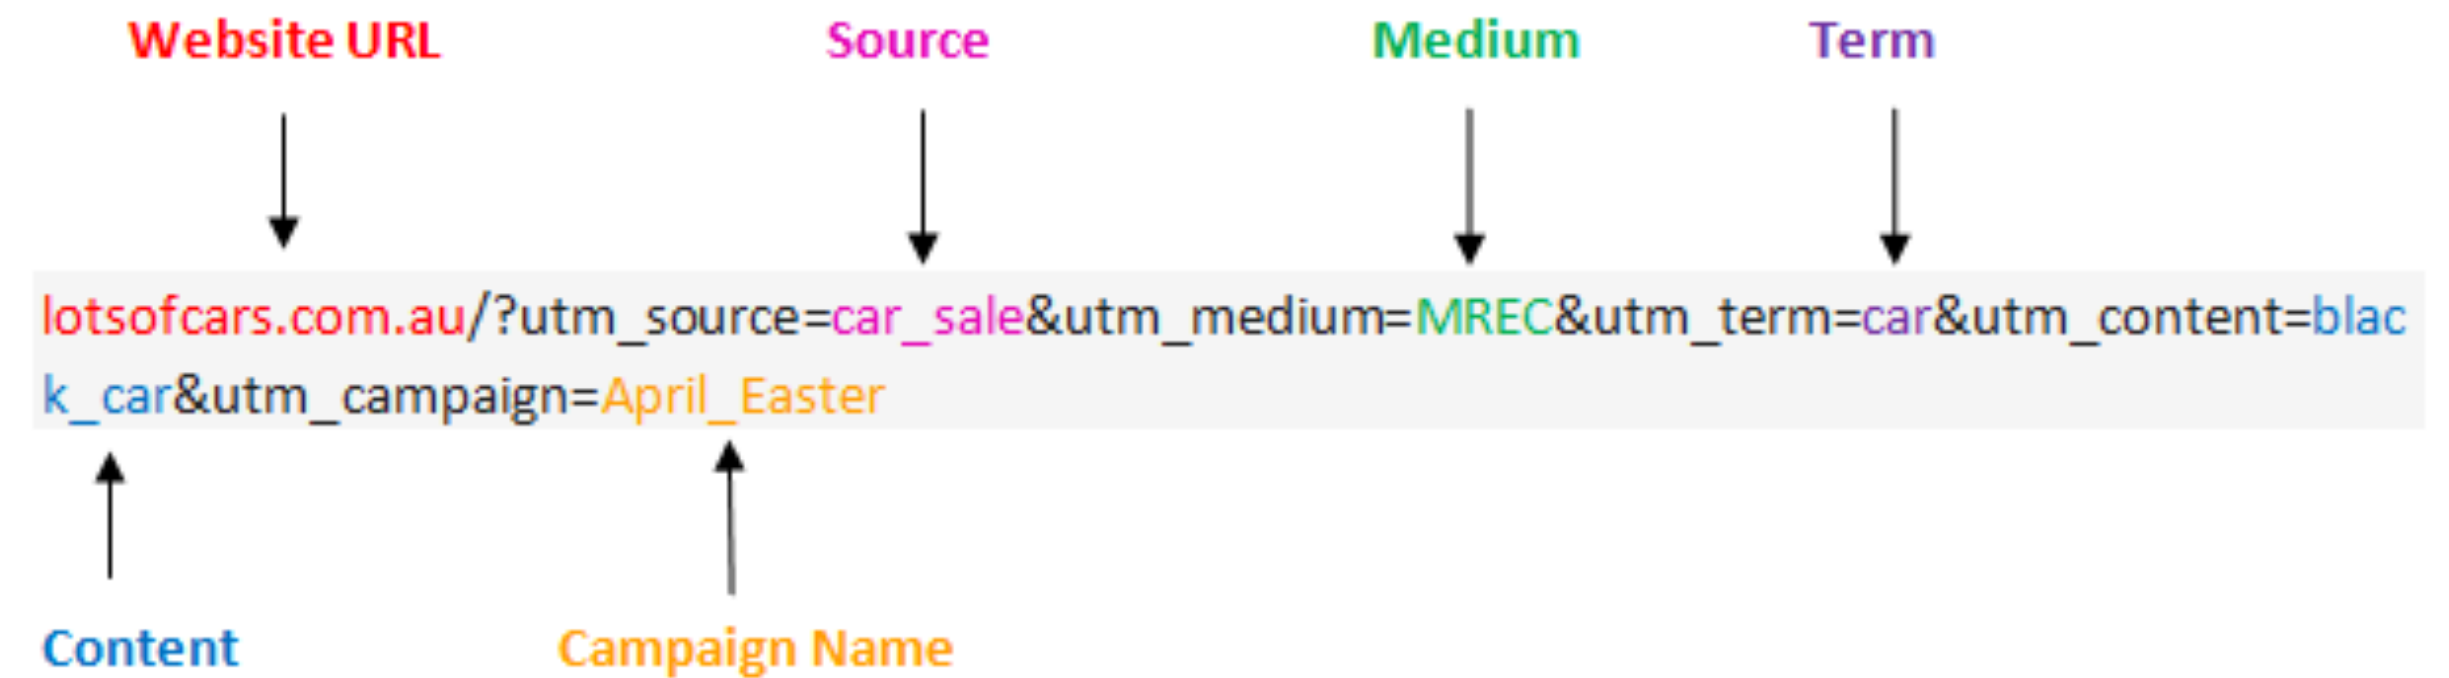 Website URL Source Medium Term
lotsofcars.com.au/?utm_source=car_sale&utm_medium=MREC&utm_term=car&utm_content=blac
k_car&utm_campaign=April_Easter
Content Campaign Name